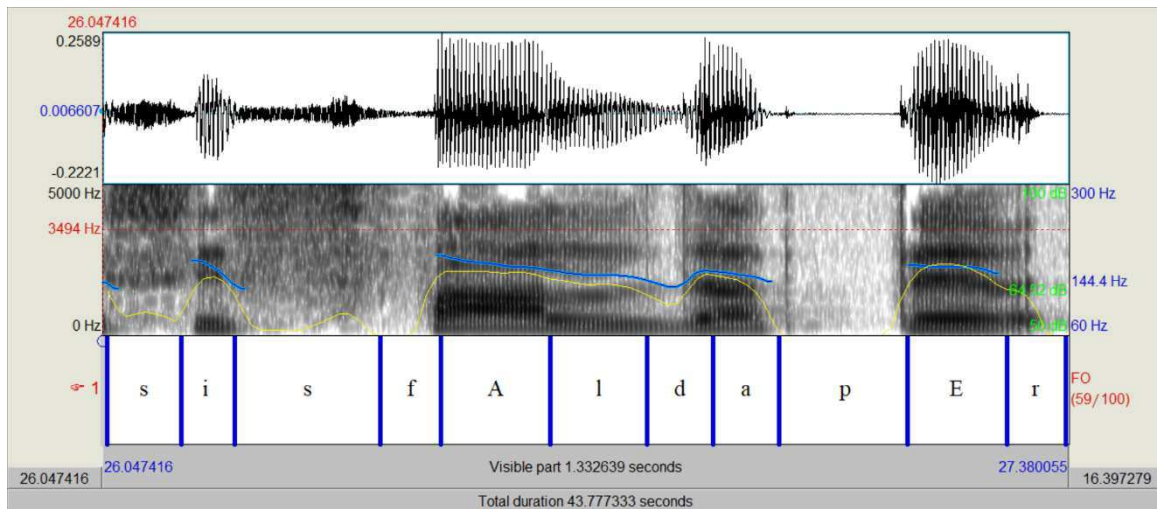 26.047416
0.2589
0.006607
-0.2221
5000 Hz 100 dB 300 Hz
3494 Hz
64.12 dB 144.4 Hz
0 Hz 50 dB 60 Hz
☞ 1 s i s f A l d a p E r FO (59/100)
26.047416 Visible part 1.332639 seconds 27.380055
26.047416 16.397279
Total duration 43.777333 seconds